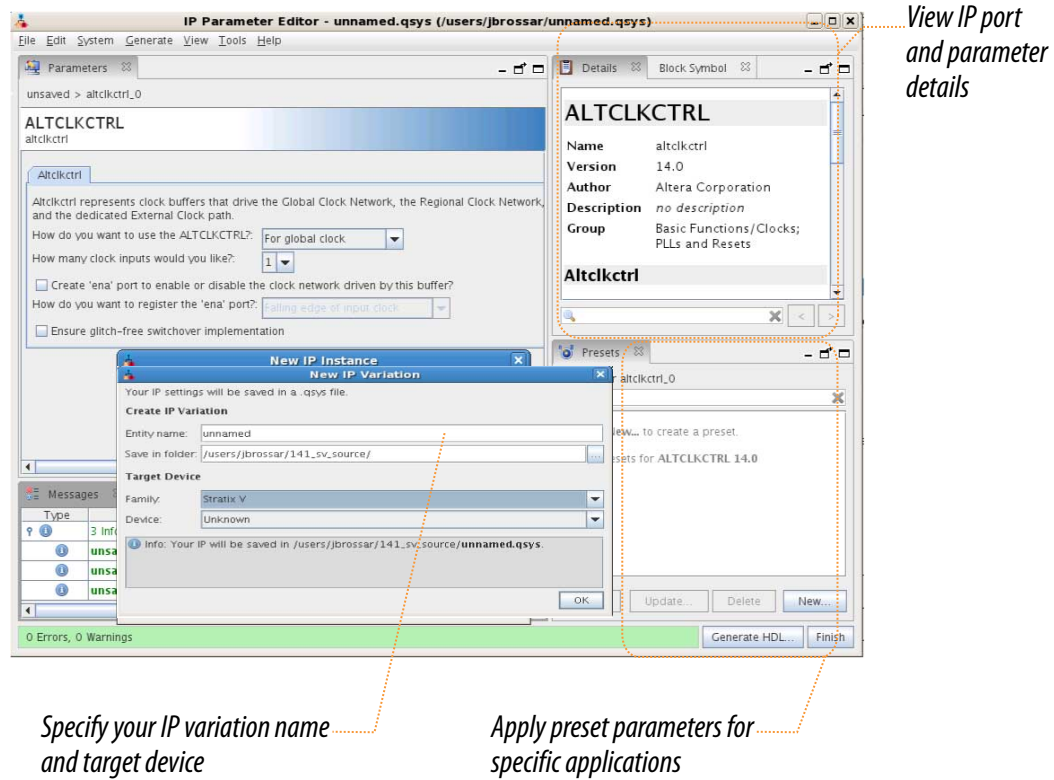 IP Parameter Editor - unnamed.qsys (/users/jbrossar/unnamed.qsys)
File Edit System Generate View Tools Help
Parameters
unsaved > altclkctrl_0
ALTCLKCTRL
altclkctrl
Altclkctrl
Altclkctrl represents clock buffers that drive the Global Clock Network, the Regional Clock Network,
and the dedicated External Clock path.
How do you want to use the ALTCLKCTRL?: For global clock
How many clock inputs would you like?: 1
Create 'ena' port to enable or disable the clock network driven by this buffer?
How do you want to register the 'ena' port?: Falling edge of input clock
Ensure glitch-free switchover implementation
Details Block Symbol
ALTCLKCTRL
Name altclkctrl
Version 14.0
Author Altera Corporation
Description no description
Group Basic Functions/Clocks;
PLLs and Resets
Altclkctrl
< >
View IP port
and parameter
details
Presets
altclkctrl_0
to create a preset.
for ALTCLKCTRL 14.0
Update... Delete New...
New IP Instance
New IP Variation
Your IP settings will be saved in a .qsys file.
Create IP Variation
Entity name: unnamed
Save in folder: /users/jbrossar/141_sv_source/ ...
Target Device
Family: Stratix V
Device: Unknown
Info: Your IP will be saved in /users/jbrossar/141_sv_source/unnamed.qsys.
OK
Messages
Type
3 Inf
unsa
unsa
unsa
0 Errors, 0 Warnings
Generate HDL... Finish
Specify your IP variation name
and target device
Apply preset parameters for
specific applications